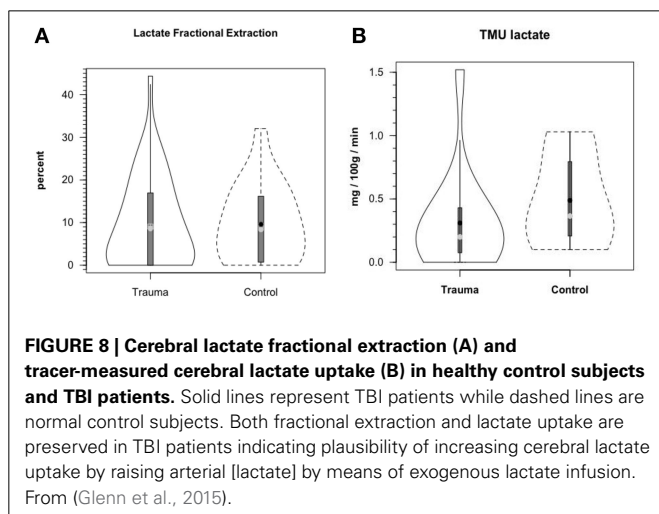 A
Lactate Fractional Extraction
percent
40
30
20
10
0
Trauma
Control
B
TMU lactate
mg / 100g / min
1.5
1.0
0.5
0.0
Trauma
Control
FIGURE 8 | Cerebral lactate fractional extraction (A) and
tracer-measured cerebral lactate uptake (B) in healthy control subjects
and TBI patients. Solid lines represent TBI patients while dashed lines are
normal control subjects. Both fractional extraction and lactate uptake are
preserved in TBI patients indicating plausibility of increasing cerebral lactate
uptake by raising arterial [lactate] by means of exogenous lactate infusion.
From (Glenn et al., 2015).